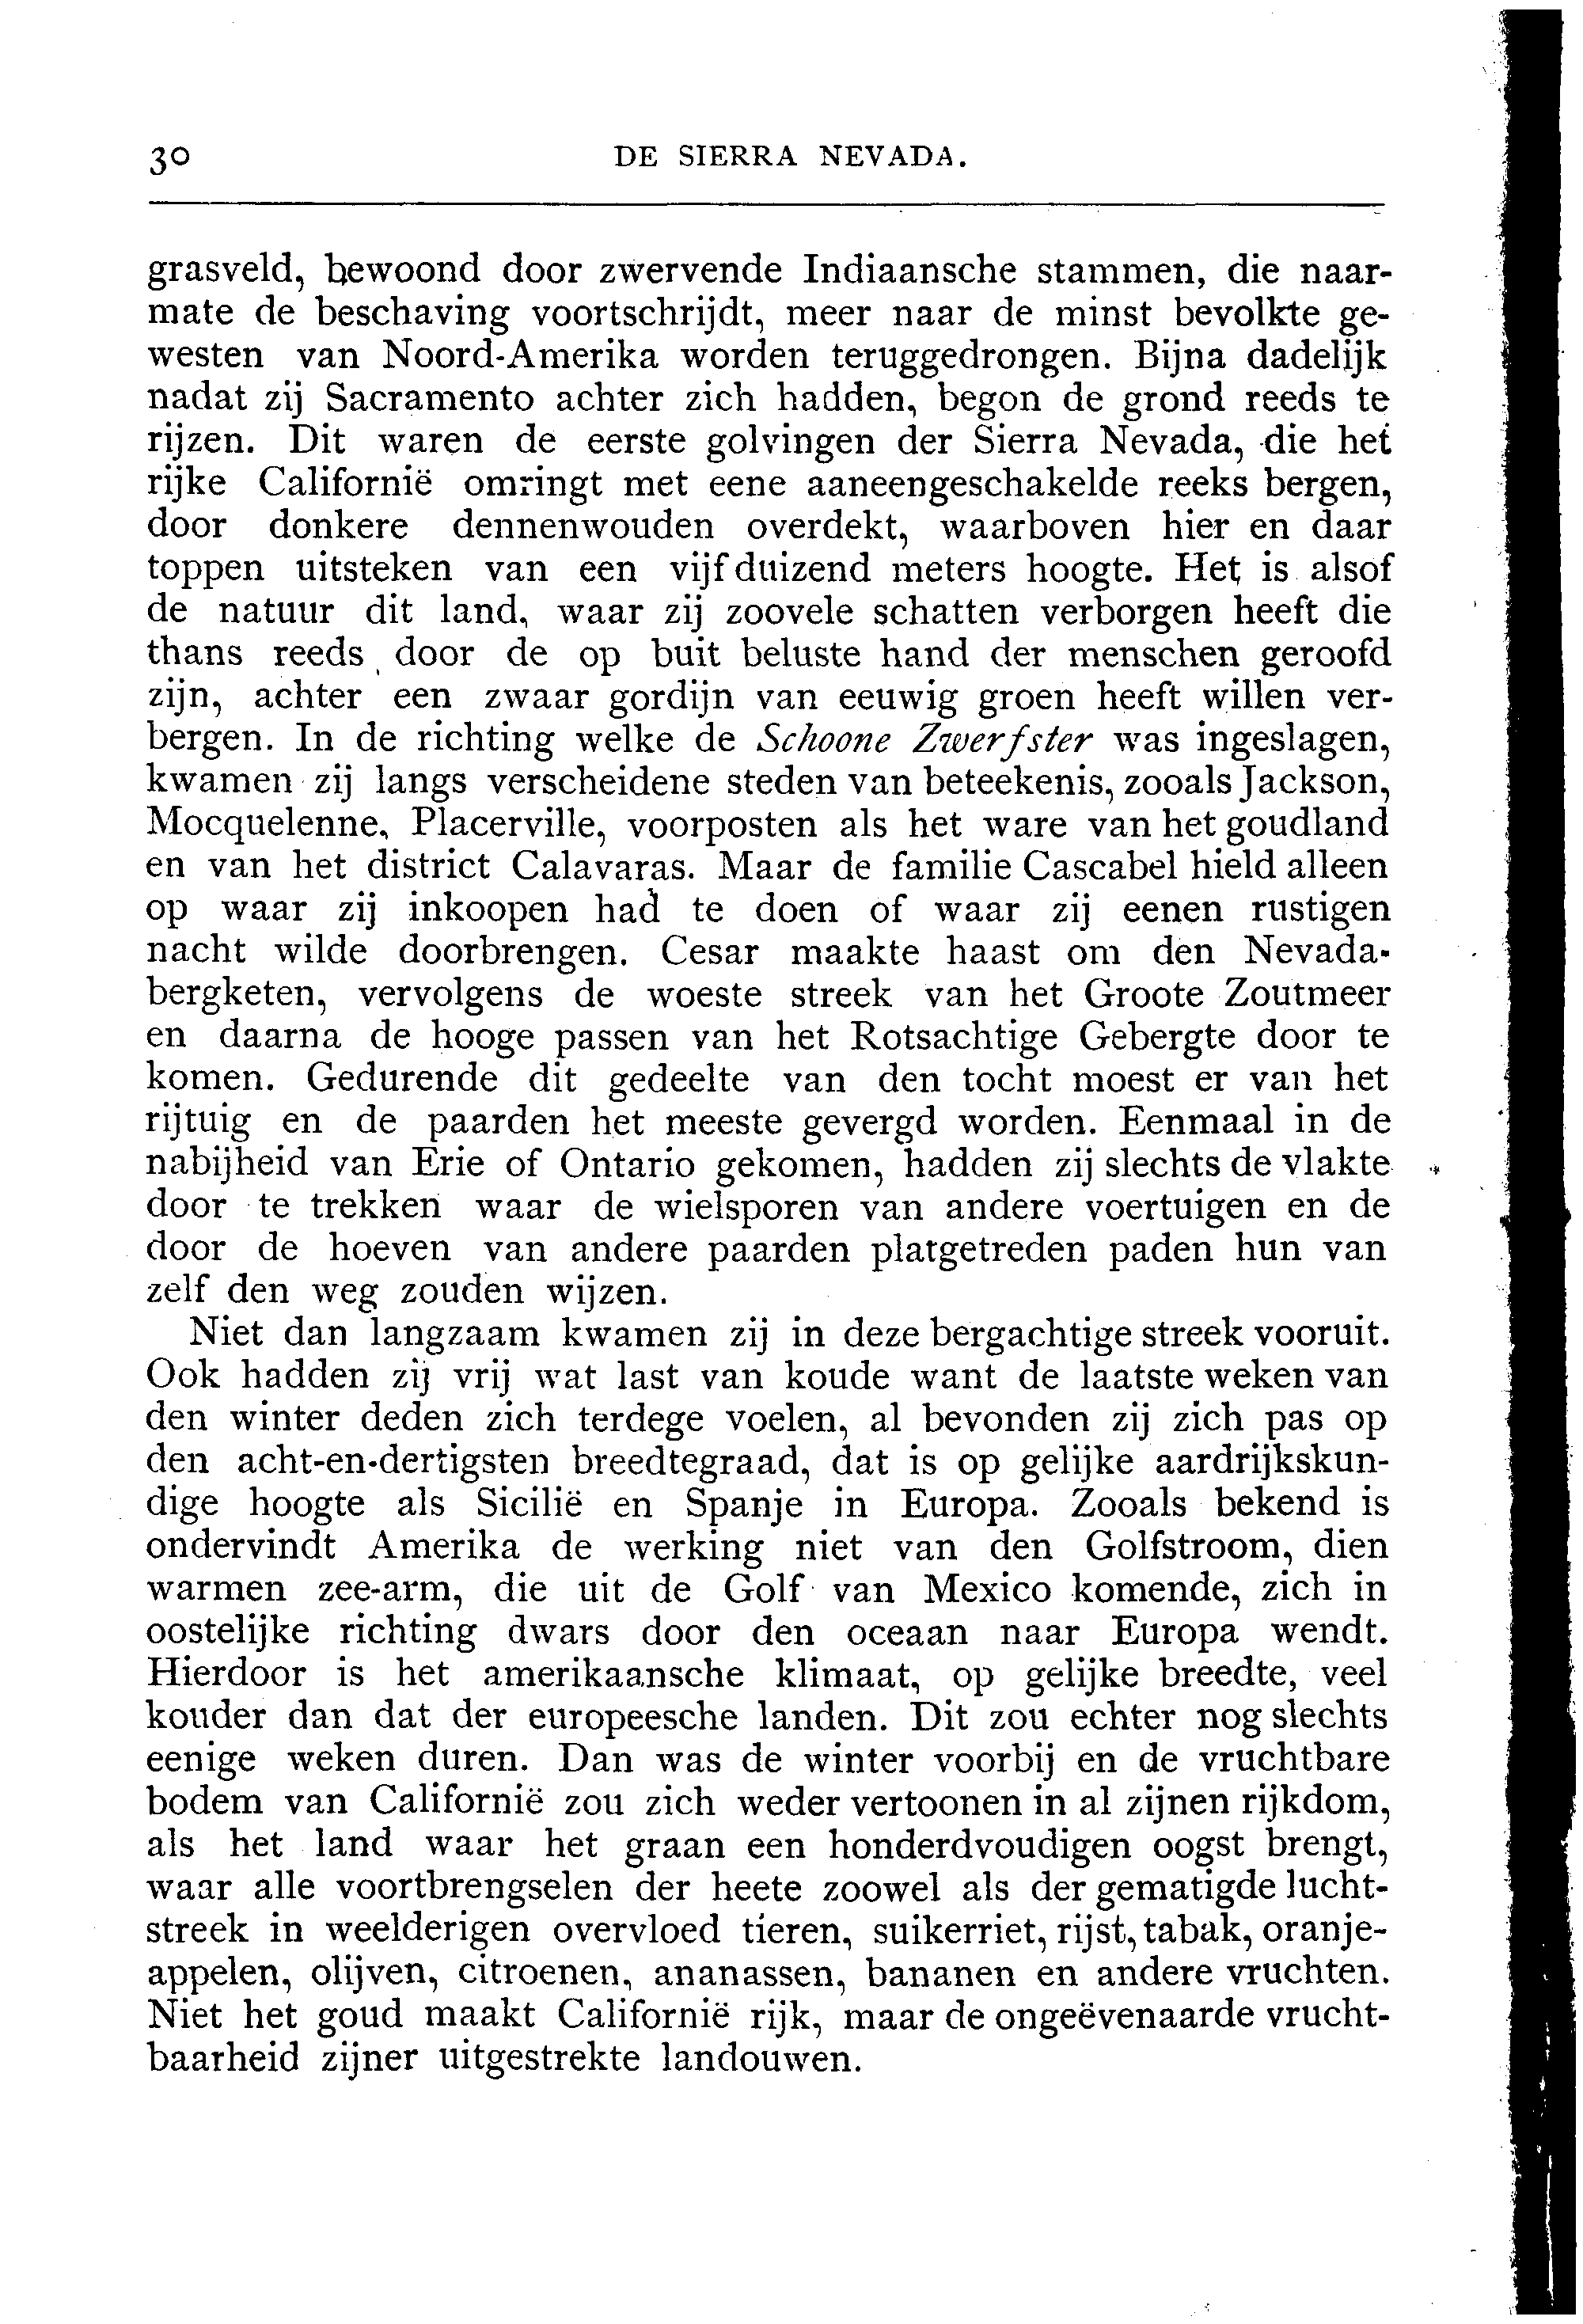 30 DE SIERRA NEVADA.
grasveld, bewoond door zwervende Indiaansche stammen, die naar-
mate de beschaving voortschrijdt, meer naar de minst bevolkte ge-
westen van Noord-Amerika worden teruggedrongen. Bijna dadelijk
nadat zij Sacramento achter zich hadden, begon de grond reeds te
rijzen. Dit waren de eerste golvingen der Sierra Nevada, die het
rijke Californië omringt met eene aaneengeschakelde reeks bergen,
door donkere dennenwouden overdekt, waarboven hier en daar
toppen uitsteken van een vijf duizend meters hoogte. Het is alsof
de natuur dit land, waar zij zoovele schatten verborgen heeft die
thans reeds door de op buit beluste hand der menschen geroofd
zijn, achter een zwaar gordijn van eeuwig groen heeft willen ver-
bergen. In de richting welke de Schoone Zwerfster was ingeslagen,
kwamen zij langs verscheidene steden van beteekenis, zooals Jackson,
Mocquelenne, Placerville, voorposten als het ware van het goudland
en van het district Calavaras. Maar de familie Cascabel hield alleen
op waar zij inkoopen had te doen of waar zij eenen rustigen
nacht wilde doorbrengen. Cesar maakte haast om den Nevada-
bergketen, vervolgens de woeste streek van het Groote Zoutmeer
en daarna de hooge passen van het Rotsachtige Gebergte door te
komen. Gedurende dit gedeelte van den tocht moest er van het
rijtuig en de paarden het meeste gevergd worden. Eenmaal in de
nabijheid van Erie of Ontario gekomen, hadden zij slechts de vlakte
door te trekken waar de wielsporen van andere voertuigen en de
door de hoeven van andere paarden platgetreden paden hun van
zelf den weg zouden wijzen.
Niet dan langzaam kwamen zij in deze bergachtige streek vooruit.
Ook hadden zij vrij wat last van koude want de laatste weken van
den winter deden zich terdege voelen, al bevonden zij zich pas op
den acht-en-dertigsten breedtegraad, dat is op gelijke aardrijkskun-
dige hoogte als Sicilië en Spanje in Europa. Zooals bekend is
ondervindt Amerika de werking niet van den Golfstroom, dien
warmen zee-arm, die uit de Golf van Mexico komende, zich in
oostelijke richting dwars door den oceaan naar Europa wendt.
Hierdoor is het amerikaansche klimaat, op gelijke breedte, veel
kouder dan dat der europeesche landen. Dit zou echter nog slechts
eenige weken duren. Dan was de winter voorbij en de vruchtbare
bodem van Californië zou zich weder vertoonen in al zijnen rijkdom,
als het land waar het graan een honderdvoudigen oogst brengt,
waar alle voortbrengselen der heete zoowel als der gematigde lucht-
streek in weelderigen overvloed tieren, suikerriet, rijst, tabak, oranje-
appelen, olijven, citroenen, ananassen, bananen en andere vruchten.
Niet het goud maakt Californië rijk, maar de ongeëvenaarde vrucht-
baarheid zijner uitgestrekte landouwen.